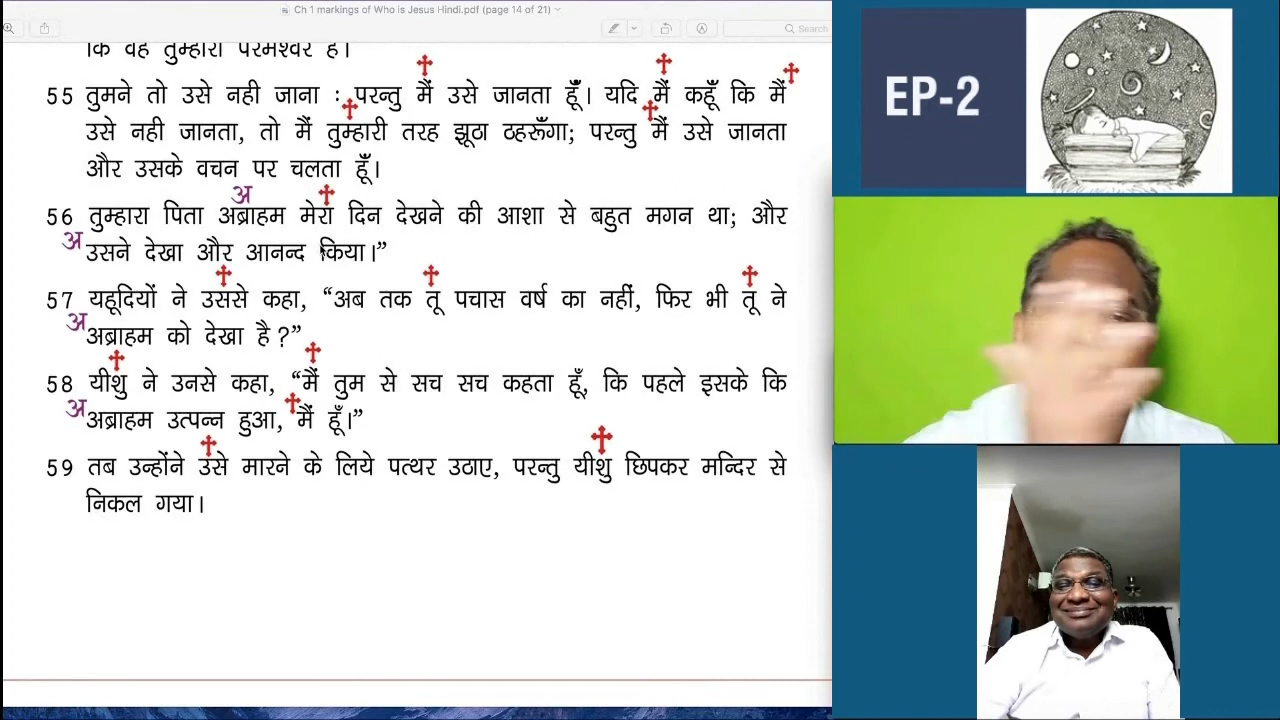 Ch 1 markings of Who is Jesus Hindi.pdf (page 14 of 21)
Search
कि वह तुम्हारा परमेश्वर है।
55 तुमने तो उसे नही जाना : परन्तु मैं उसे जानता हूँ। यदि मैं कहूँ कि मैं
उसे नही जानता, तो मैं तुम्हारी तरह झूठा ठहरूँगा; परन्तु मैं उसे जानता
और उसके वचन पर चलता हूँ।
अ
56 तुम्हारा पिता अब्राहम मेरा दिन देखने की आशा से बहुत मगन था; और
अ
उसने देखा और आनन्द किया।”
57 यहूदियों ने उससे कहा, “अब तक तू पचास वर्ष का नहीं, फिर भी तू ने
अ
अब्राहम को देखा है ?”
58 यीशु ने उनसे कहा, “मैं तुम से सच सच कहता हूँ, कि पहले इसके कि
अ
अब्राहम उत्पन्न हुआ, मैं हूँ।”
59 तब उन्होंने उसे मारने के लिये पत्थर उठाए, परन्तु यीशु छिपकर मन्दिर से
निकल गया।
EP-2